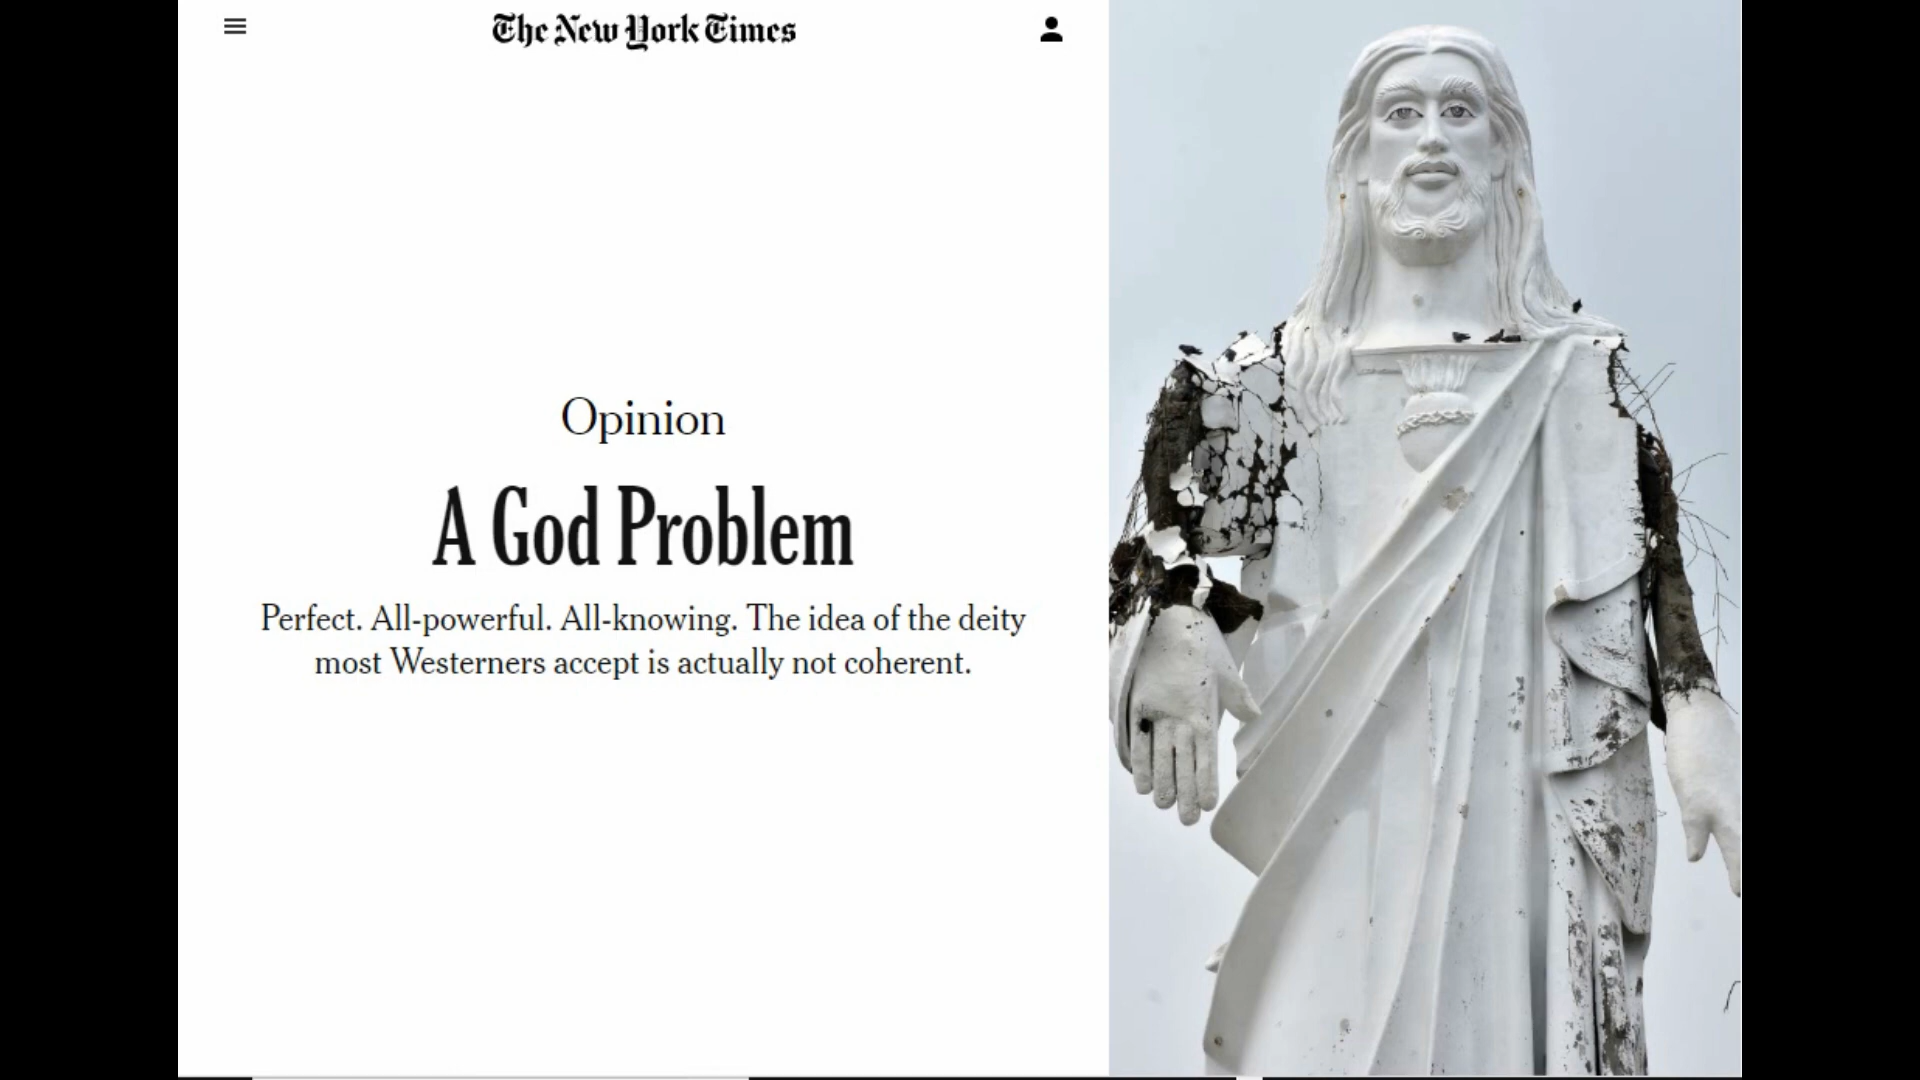 The New York Times
Opinion
A God Problem
Perfect. All-powerful. All-knowing. The idea of the deity
most Westerners accept is actually not coherent.